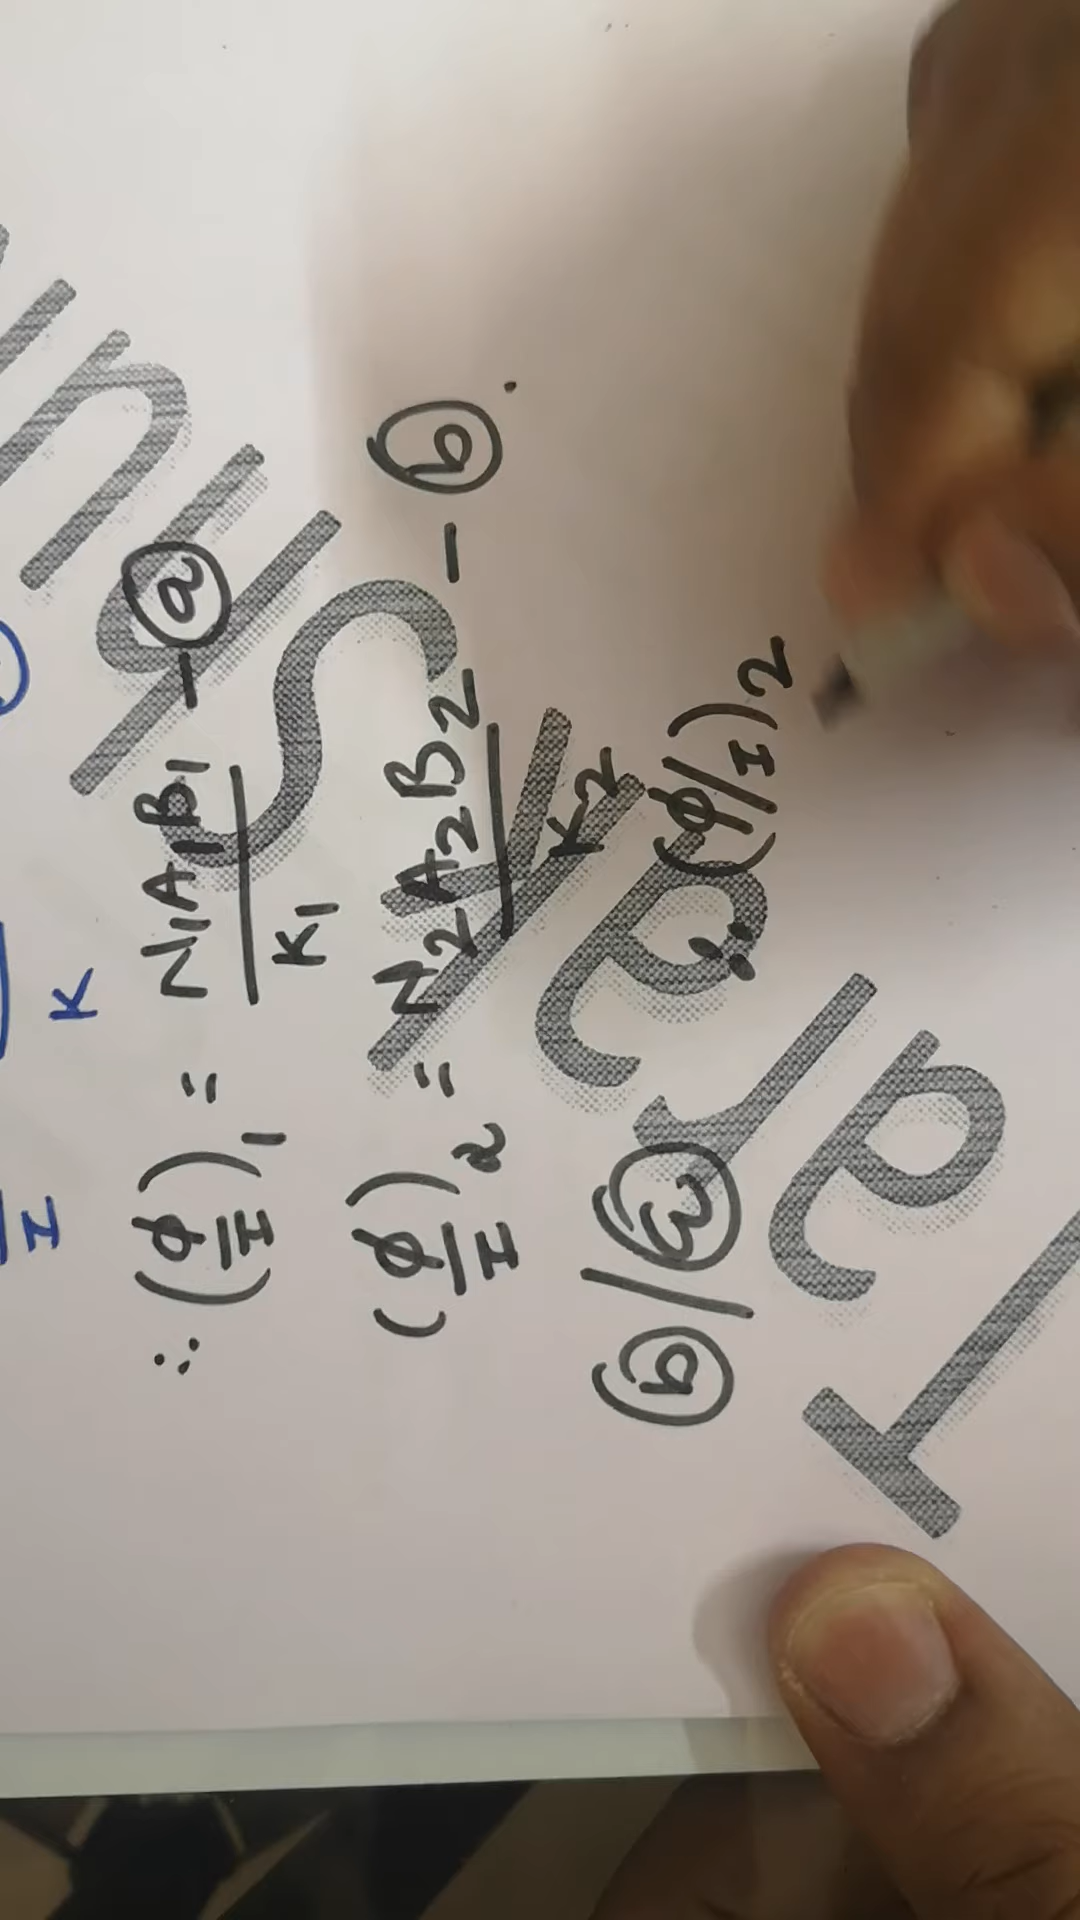 I K
∴ (φ/I)₁ = N₁A₁B₁/K₁ - ⓐ
(φ/I)₂ = N₂A₂B₂/K₂ - ⓑ.
ⓑ/ⓐ ∴ (φ/I)₂